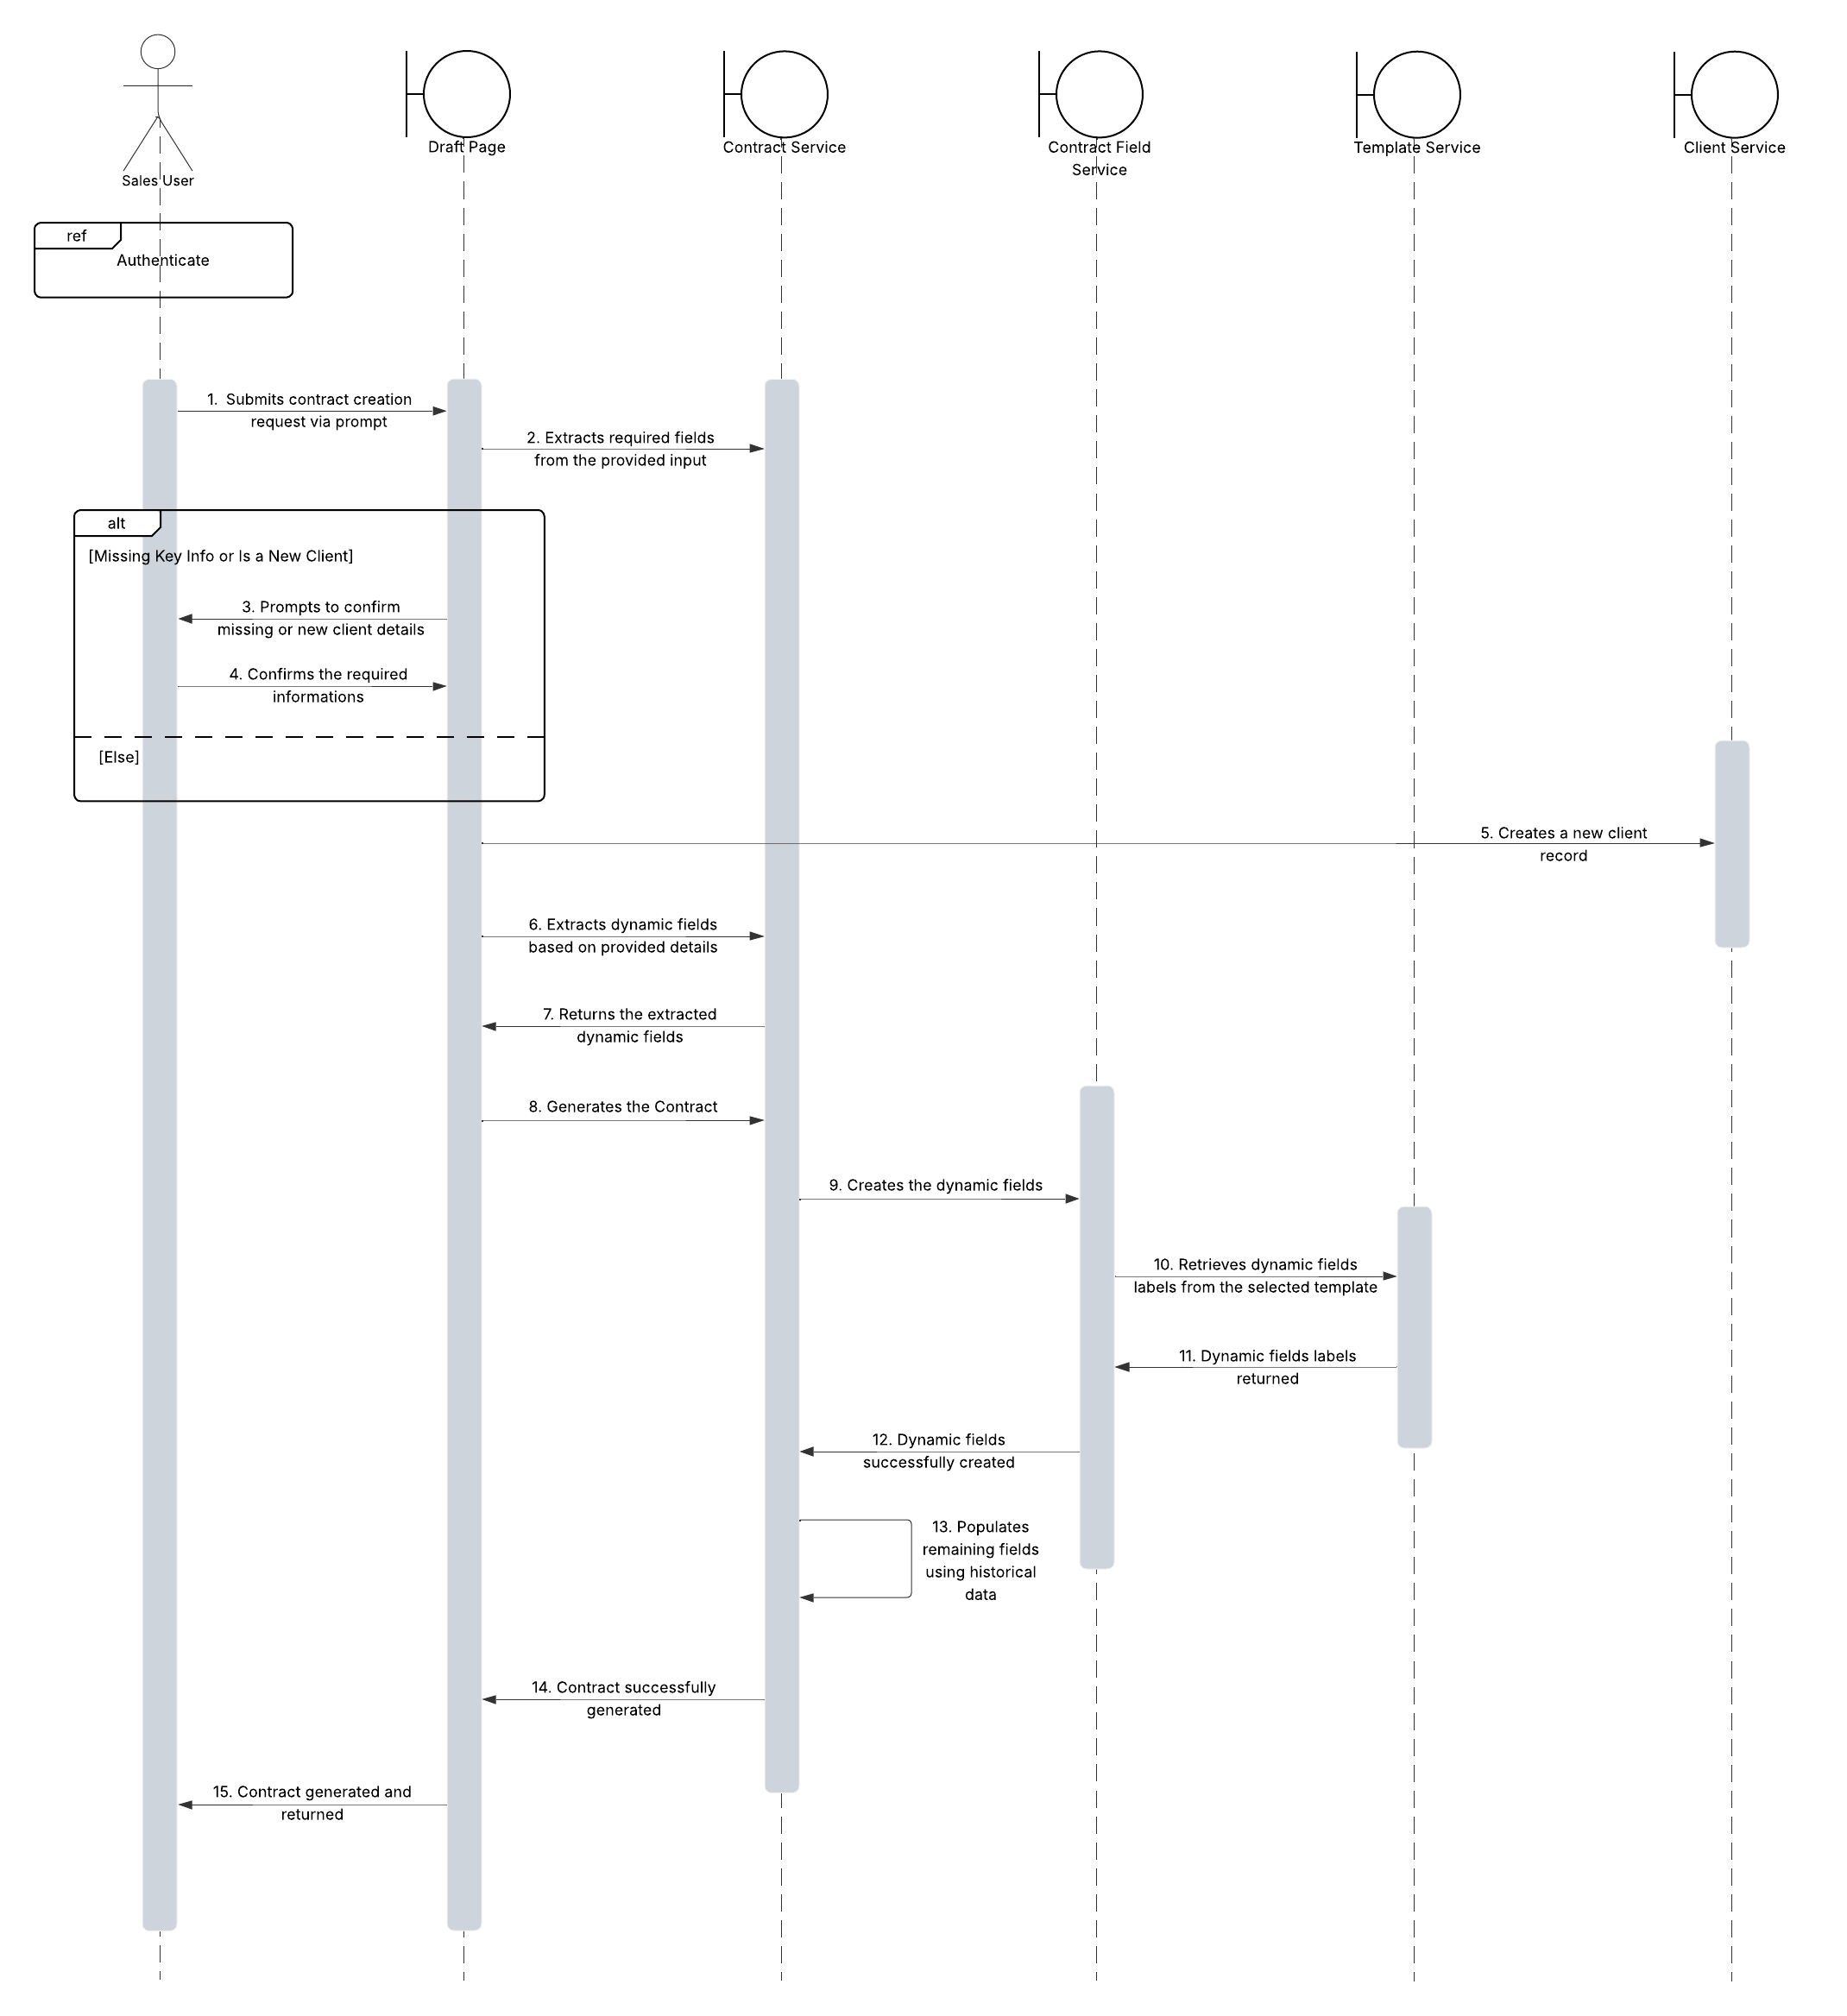 Sales User
Draft Page
Contract Service
Contract Field
Service
Template Service
Client Service
ref
Authenticate
1.  Submits contract creation
request via prompt
2. Extracts required fields
from the provided input
alt
[Missing Key Info or Is a New Client]
3. Prompts to confirm
missing or new client details
4. Confirms the required
informations
[Else]
5. Creates a new client
record
6. Extracts dynamic fields
based on provided details
7. Returns the extracted
dynamic fields
8. Generates the Contract
9. Creates the dynamic fields
10. Retrieves dynamic fields
labels from the selected template
11. Dynamic fields labels
returned
12. Dynamic fields
successfully created
13. Populates
remaining fields
using historical
data
14. Contract successfully
generated
15. Contract generated and
returned